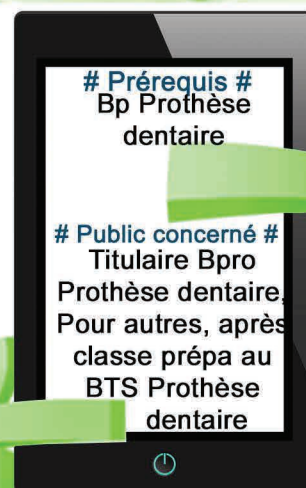 # Prérequis #
Bp Prothèse
dentaire
# Public concerné #
Titulaire Bpro
Prothèse dentaire,
Pour autres, après
classe prépa au
BTS Prothèse
dentaire